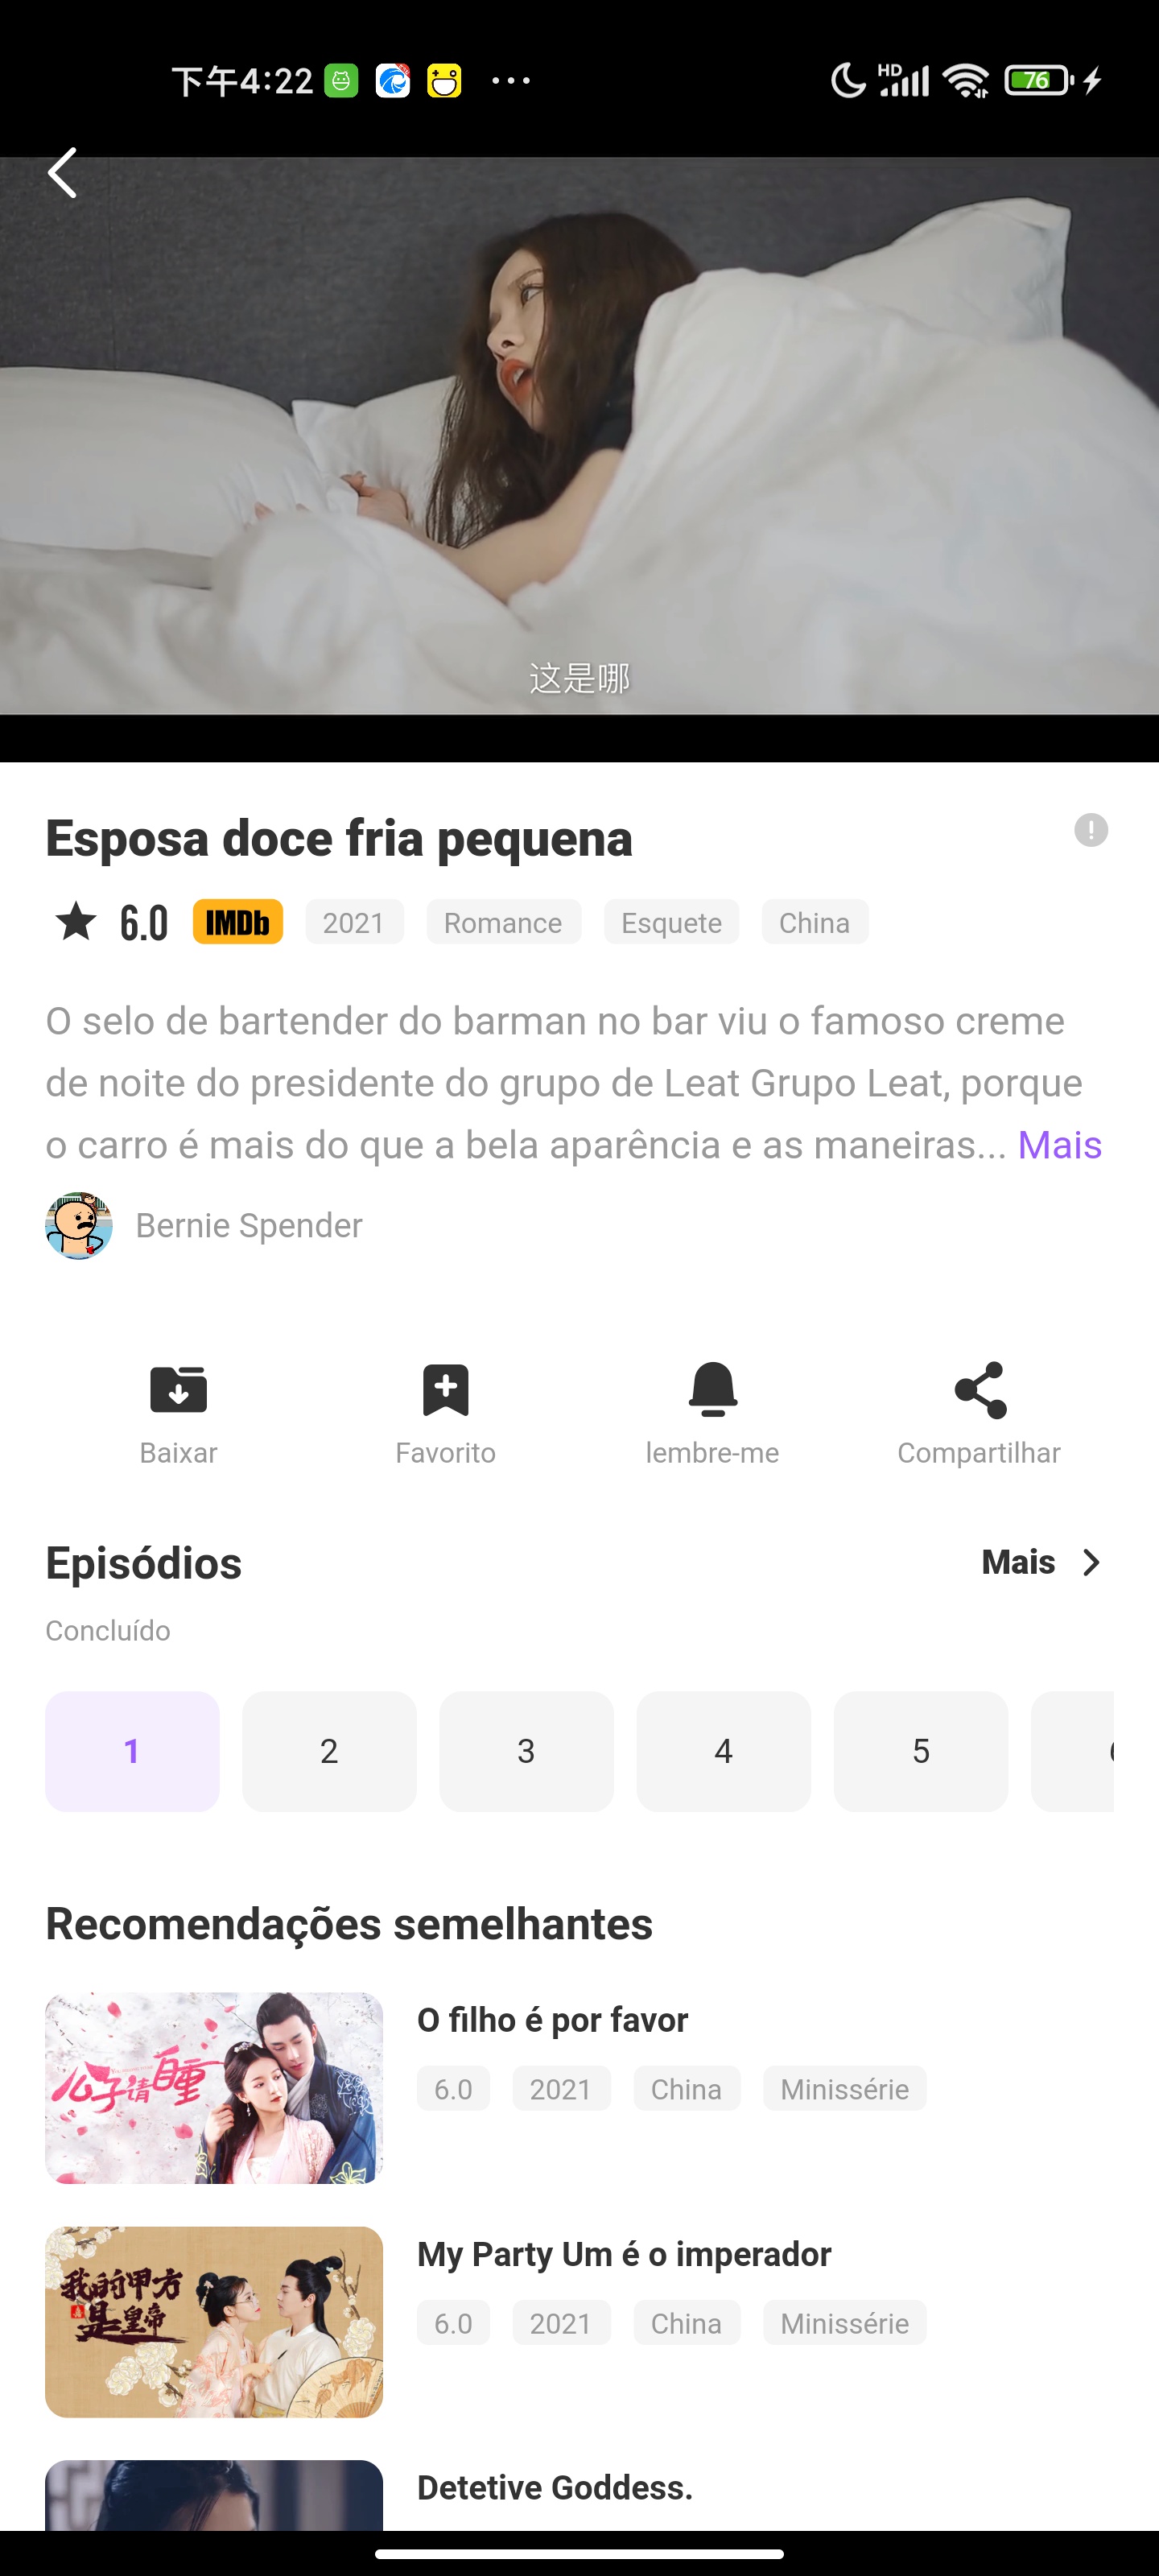 下午4:22
HD
76
这是哪
Esposa doce fria pequena
6.0 IMDb 2021 Romance Esquete China
O selo de bartender do barman no bar viu o famoso creme
de noite do presidente do grupo de Leat Grupo Leat, porque
o carro é mais do que a bela aparência e as maneiras... Mais
Bernie Spender
Baixar Favorito lembre-me Compartilhar
Episódios Mais
Concluído
1 2 3 4 5
Recomendações semelhantes
公子请自重
O filho é por favor
6.0 2021 China Minissérie
我的甲方
是皇帝
My Party Um é o imperador
6.0 2021 China Minissérie
Detetive Goddess.